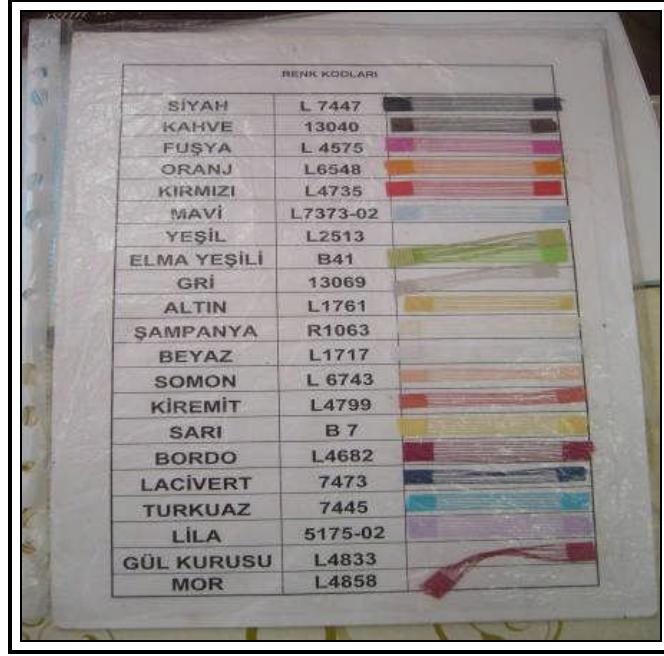 RENK KODLARI
SİYAH L 7447
KAHVE 13040
FUŞYA L 4575
ORANJ L6548
KIRMIZI L4735
MAVİ L7373-02
YEŞİL L2513
ELMA YEŞİLİ B41
GRİ 13069
ALTIN L1761
ŞAMPANYA R1063
BEYAZ L1717
SOMON L 6743
KİREMİT L4799
SARI B 7
BORDO L4682
LACİVERT 7473
TURKUAZ 7445
LİLA 5175-02
GÜL KURUSU L4833
MOR L4858